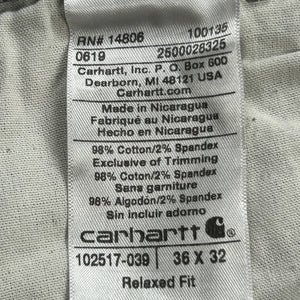 RN# 14806 100135
0619 2500028325
Carhartt, Inc. P. O. Box 600
Dearborn, MI 48121 USA
Carhartt.com
Made in Nicaragua
Fabriqué au Nicaragua
Hecho en Nicaragua
98% Cotton/2% Spandex
Exclusive of Trimming
98% Coton/2% Spandex
Sans garniture
98% Algodón/2% Spandex
Sin incluir adorno
carhartt
102517-039 36 X 32
Relaxed Fit